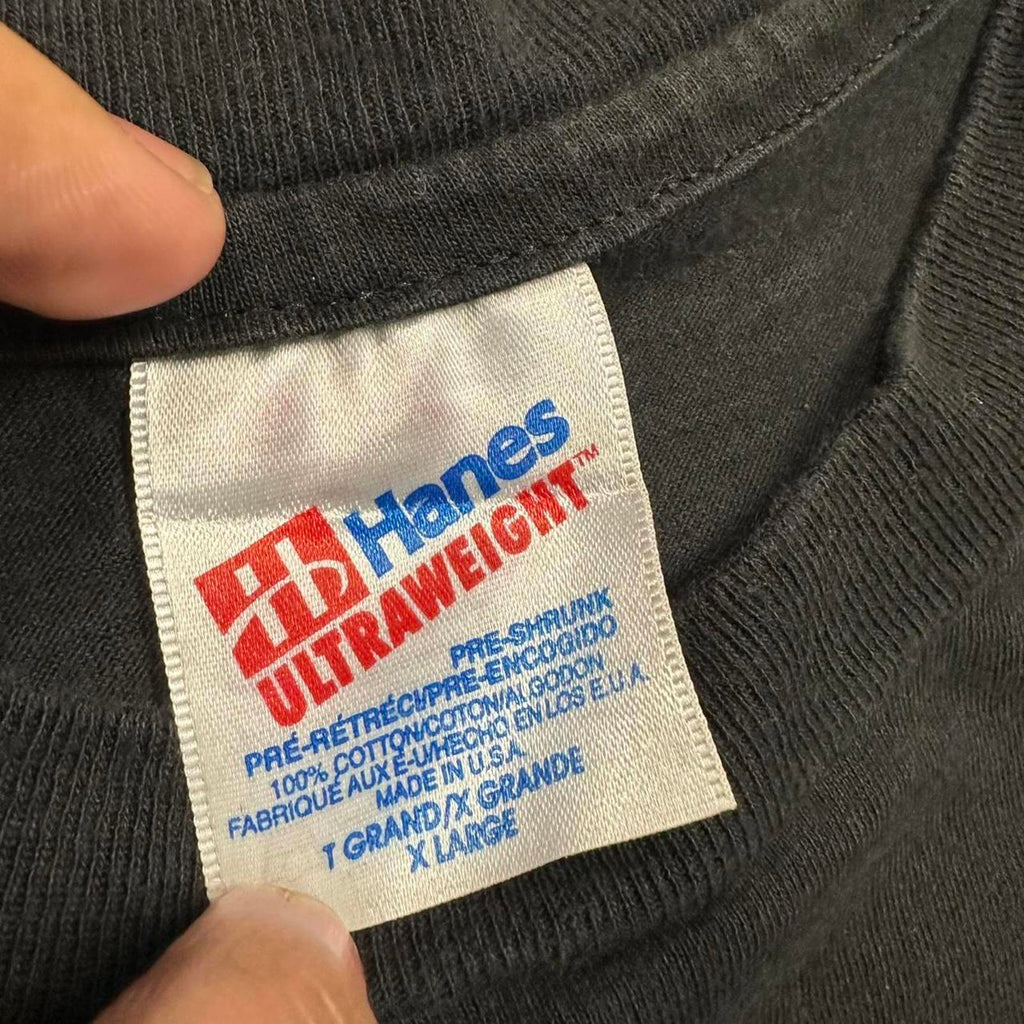 Hanes
ULTRAWEIGHT™
PRE-SHRUNK
PRÉ-RÉTRÉCI/PRE-ENCOGIDO
100% COTTON/COTON/ALGODON
FABRIQUÉ AUX É-U/HECHO EN LOS E.U.A
MADE IN U.S.A.
T GRAND/X GRANDE
X LARGE